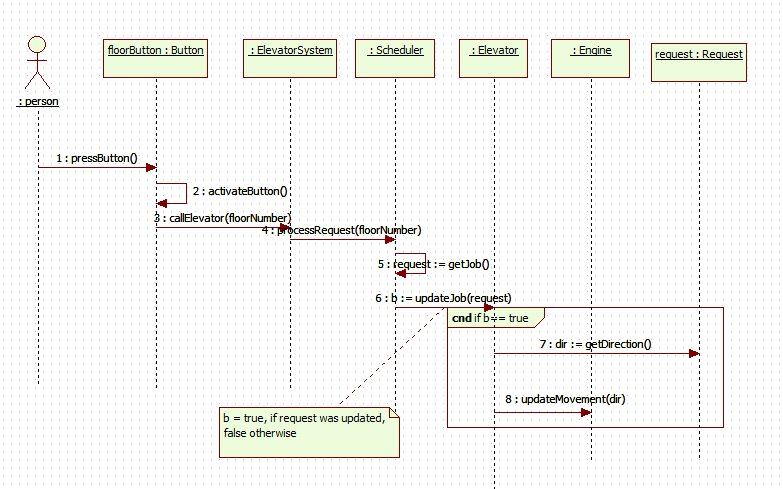 floorButton : Button
: ElevatorSystem
: Scheduler
: Elevator
: Engine
request : Request
: person
1 : pressButton()
2 : activateButton()
3 : callElevator(floorNumber)
4 : processRequest(floorNumber)
5 : request := getJob()
6 : b := updateJob(request)
cnd if b == true
7 : dir := getDirection()
8 : updateMovement(dir)
b = true, if request was updated,
false otherwise